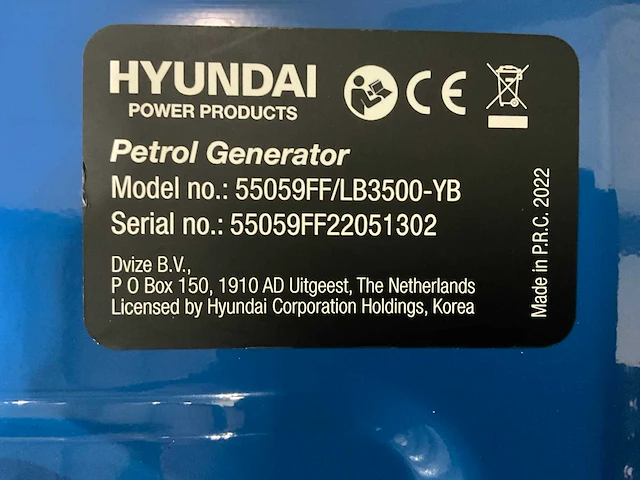 HYUNDAI
POWER PRODUCTS
CE
Petrol Generator
Model no.: 55059FF/LB3500-YB
Serial no.: 55059FF22051302
Dvize B.V.,
P O Box 150, 1910 AD Uitgeest, The Netherlands
Licensed by Hyundai Corporation Holdings, Korea
Made in P.R.C. 2022